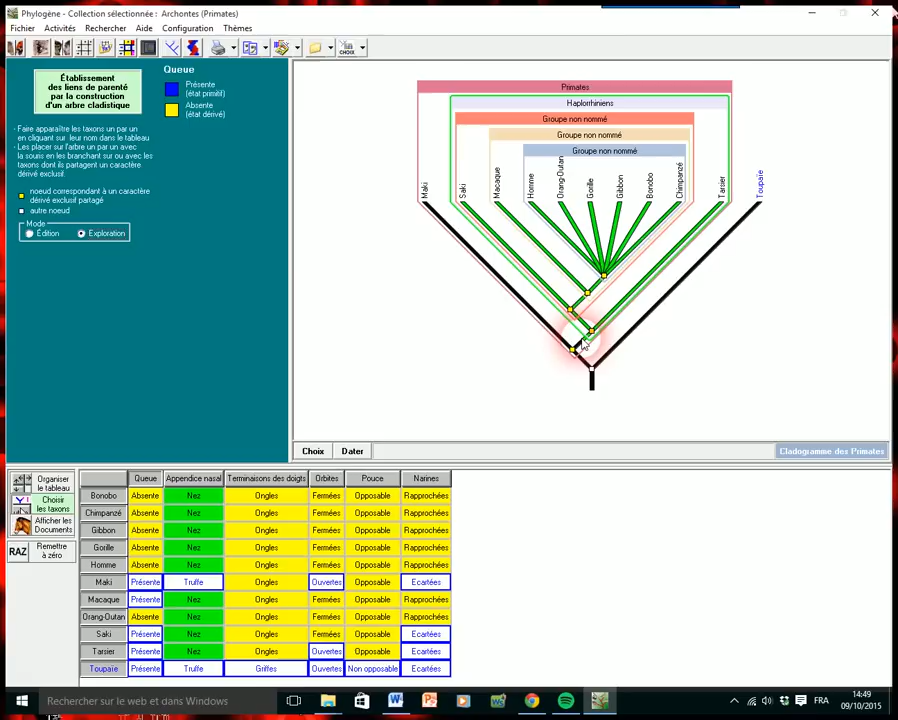 Phylogène - Collection sélectionnée : Archontes (Primates)
Fichier Activités Rechercher Aide Configuration Thèmes
CHOIX
Établissement
des liens de parenté
par la construction
d'un arbre cladistique
· Faire apparaître les taxons un par un
en cliquant sur leur nom dans le tableau
· Les placer sur l'arbre un par un avec
la souris en les branchant sur ou avec les
taxons dont ils partagent un caractère
dérivé exclusif.
noeud correspondant à un caractère
dérivé exclusif partagé
autre noeud
Mode
Édition Exploration
Queue
Présente
(état primitif)
Absente
(état dérivé)
Primates
Haplorrhiniens
Groupe non nommé
Groupe non nommé
Groupe non nommé
Maki Saki Macaque Homme Orang-Outan Gorille Gibbon Bonobo Chimpanzé Tarsier Toupaïe
Choix Dater Cladogramme des Primates
Organiser
le tableau
Choisir
les taxons
Afficher les
Documents
RAZ Remettre
à zéro
Queue Appendice nasal Terminaisons des doigts Orbites Pouce Narines
Bonobo Absente Nez Ongles Fermées Opposable Rapprochées
Chimpanzé Absente Nez Ongles Fermées Opposable Rapprochées
Gibbon Absente Nez Ongles Fermées Opposable Rapprochées
Gorille Absente Nez Ongles Fermées Opposable Rapprochées
Homme Absente Nez Ongles Fermées Opposable Rapprochées
Maki Présente Truffe Ongles Ouvertes Opposable Ecartées
Macaque Présente Nez Ongles Fermées Opposable Rapprochées
Orang-Outan Absente Nez Ongles Fermées Opposable Rapprochées
Saki Présente Nez Ongles Fermées Opposable Ecartées
Tarsier Présente Nez Ongles Ouvertes Opposable Ecartées
Toupaïe Présente Truffe Griffes Ouvertes Non opposable Ecartées
Rechercher sur le web et dans Windows
FRA
14:49
09/10/2015